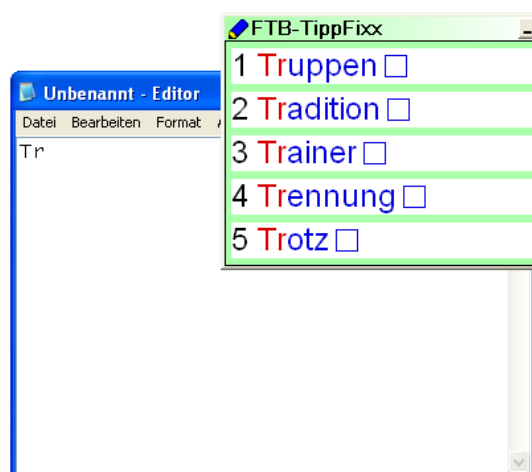 FTB-TippFixx
1 Truppen
2 Tradition
3 Trainer
4 Trennung
5 Trotz
Unbenannt - Editor
Datei Bearbeiten Format
Tr